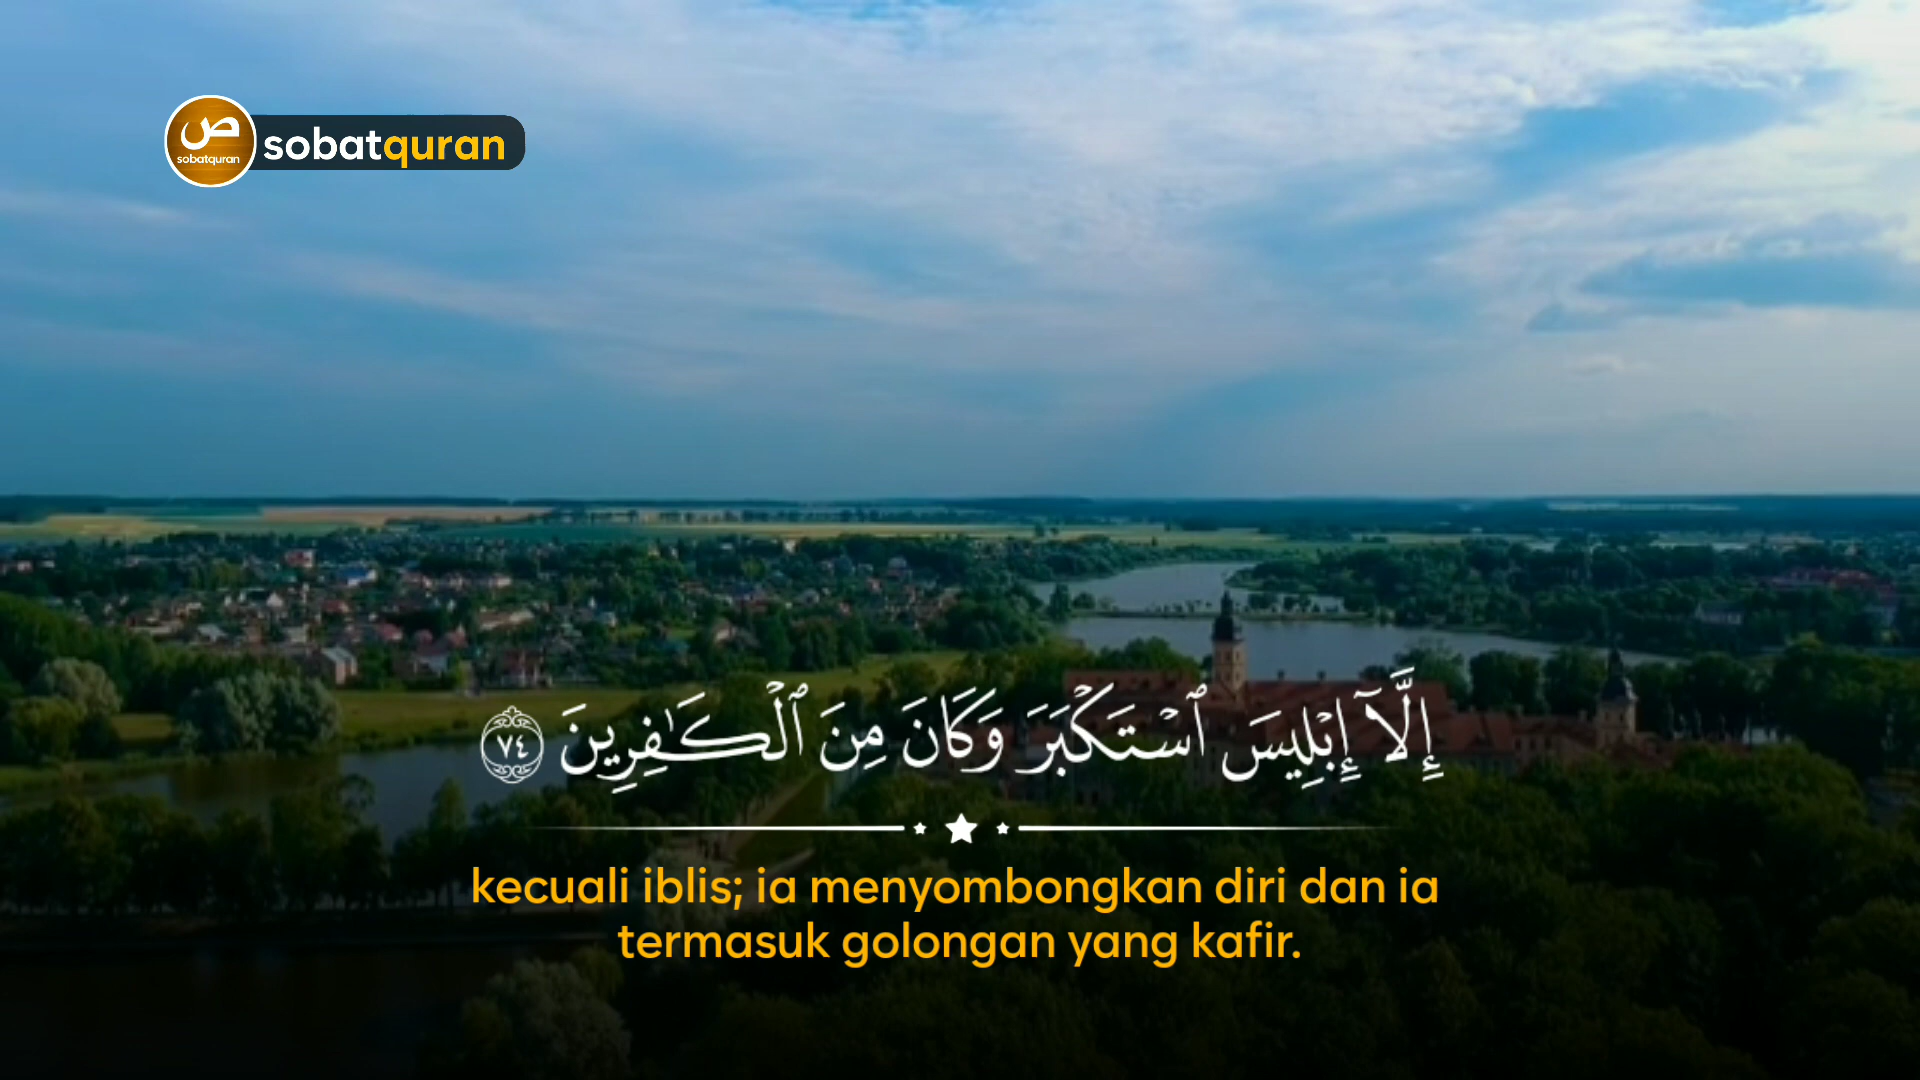 ص
sobatquran
sobatquran
إِلَّآ إِبْلِيسَ ٱسْتَكْبَرَ وَكَانَ مِنَ ٱلْكَـٰفِرِينَ ٧٤
kecuali iblis; ia menyombongkan diri dan ia
termasuk golongan yang kafir.